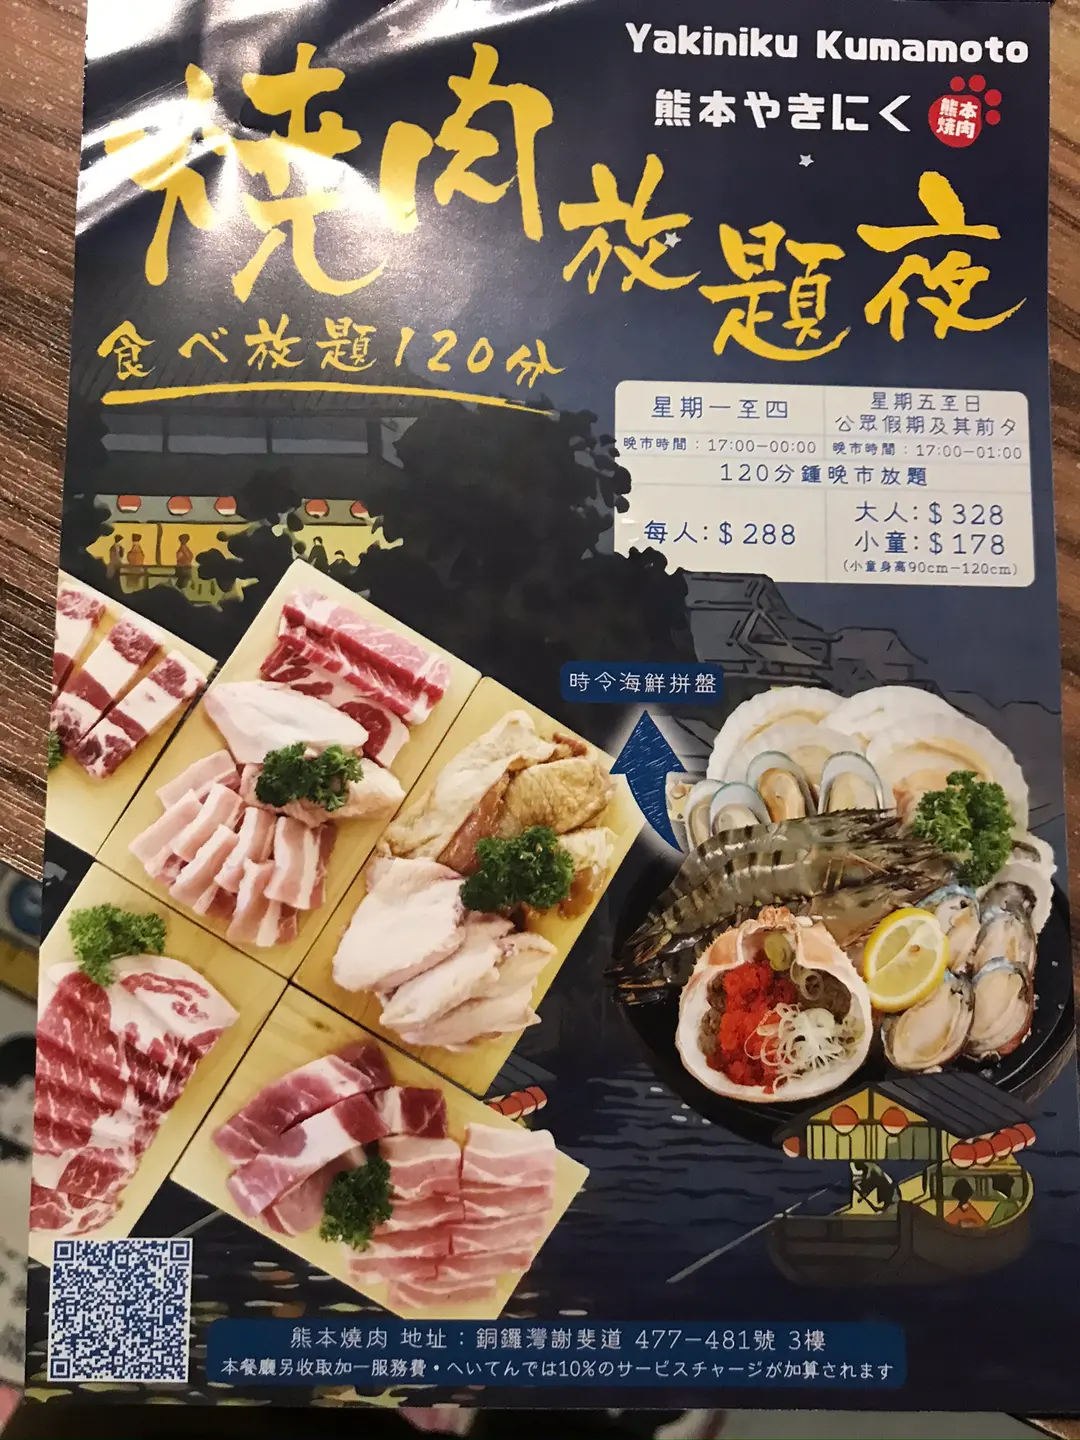 Yakiniku Kumamoto
熊本やきにく
熊本
焼肉
燒肉放題夜
食べ放題120分
星期一至四
晚市時間：17:00–00:00
星期五至日
公眾假期及其前夕
晚市時間：17:00–01:00
120分鍾晚市放題
每人:$288
大人:$328
小童:$178
(小童身高90cm–120cm)
時令海鮮拼盤
熊本燒肉 地址：銅鑼灣謝斐道 477–481號 3樓
本餐廳另收取加一服務費・へいてんでは10%のサービスチャージが加算されます